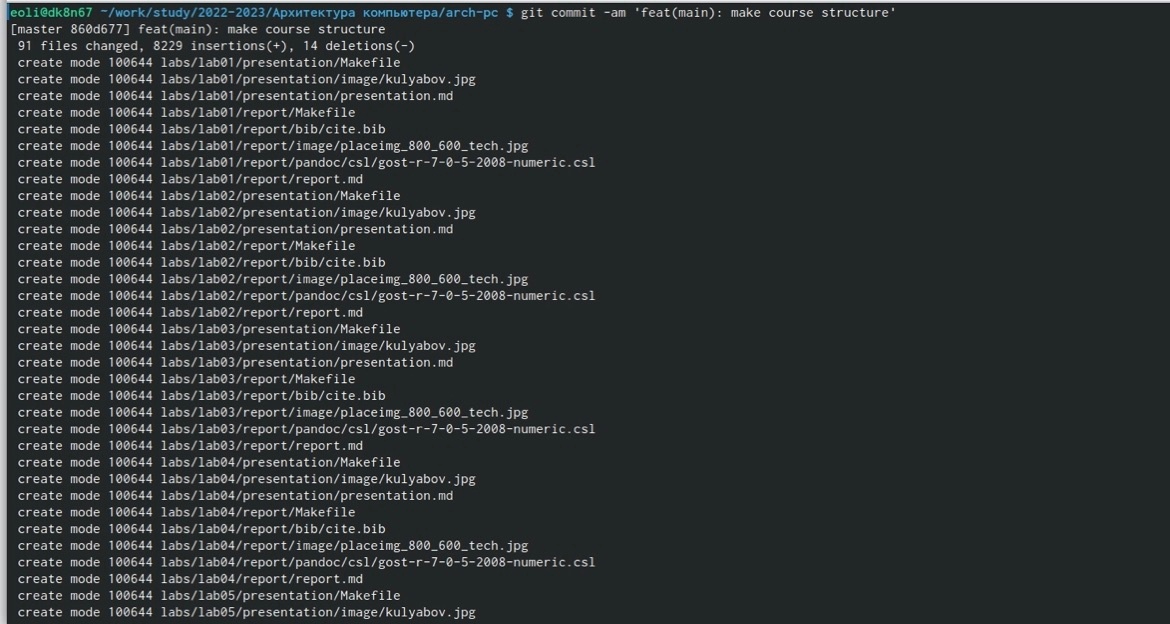 eoli@dk8n67 ~/work/study/2022-2023/Архитектура компьютера/arch-pc $ git commit -am 'feat(main): make course structure'
[master 860d677] feat(main): make course structure
 91 files changed, 8229 insertions(+), 14 deletions(-)
 create mode 100644 labs/lab01/presentation/Makefile
 create mode 100644 labs/lab01/presentation/image/kulyabov.jpg
 create mode 100644 labs/lab01/presentation/presentation.md
 create mode 100644 labs/lab01/report/Makefile
 create mode 100644 labs/lab01/report/bib/cite.bib
 create mode 100644 labs/lab01/report/image/placeimg_800_600_tech.jpg
 create mode 100644 labs/lab01/report/pandoc/csl/gost-r-7-0-5-2008-numeric.csl
 create mode 100644 labs/lab01/report/report.md
 create mode 100644 labs/lab02/presentation/Makefile
 create mode 100644 labs/lab02/presentation/image/kulyabov.jpg
 create mode 100644 labs/lab02/presentation/presentation.md
 create mode 100644 labs/lab02/report/Makefile
 create mode 100644 labs/lab02/report/bib/cite.bib
 create mode 100644 labs/lab02/report/image/placeimg_800_600_tech.jpg
 create mode 100644 labs/lab02/report/pandoc/csl/gost-r-7-0-5-2008-numeric.csl
 create mode 100644 labs/lab02/report/report.md
 create mode 100644 labs/lab03/presentation/Makefile
 create mode 100644 labs/lab03/presentation/image/kulyabov.jpg
 create mode 100644 labs/lab03/presentation/presentation.md
 create mode 100644 labs/lab03/report/Makefile
 create mode 100644 labs/lab03/report/bib/cite.bib
 create mode 100644 labs/lab03/report/image/placeimg_800_600_tech.jpg
 create mode 100644 labs/lab03/report/pandoc/csl/gost-r-7-0-5-2008-numeric.csl
 create mode 100644 labs/lab03/report/report.md
 create mode 100644 labs/lab04/presentation/Makefile
 create mode 100644 labs/lab04/presentation/image/kulyabov.jpg
 create mode 100644 labs/lab04/presentation/presentation.md
 create mode 100644 labs/lab04/report/Makefile
 create mode 100644 labs/lab04/report/bib/cite.bib
 create mode 100644 labs/lab04/report/image/placeimg_800_600_tech.jpg
 create mode 100644 labs/lab04/report/pandoc/csl/gost-r-7-0-5-2008-numeric.csl
 create mode 100644 labs/lab04/report/report.md
 create mode 100644 labs/lab05/presentation/Makefile
 create mode 100644 labs/lab05/presentation/image/kulyabov.jpg